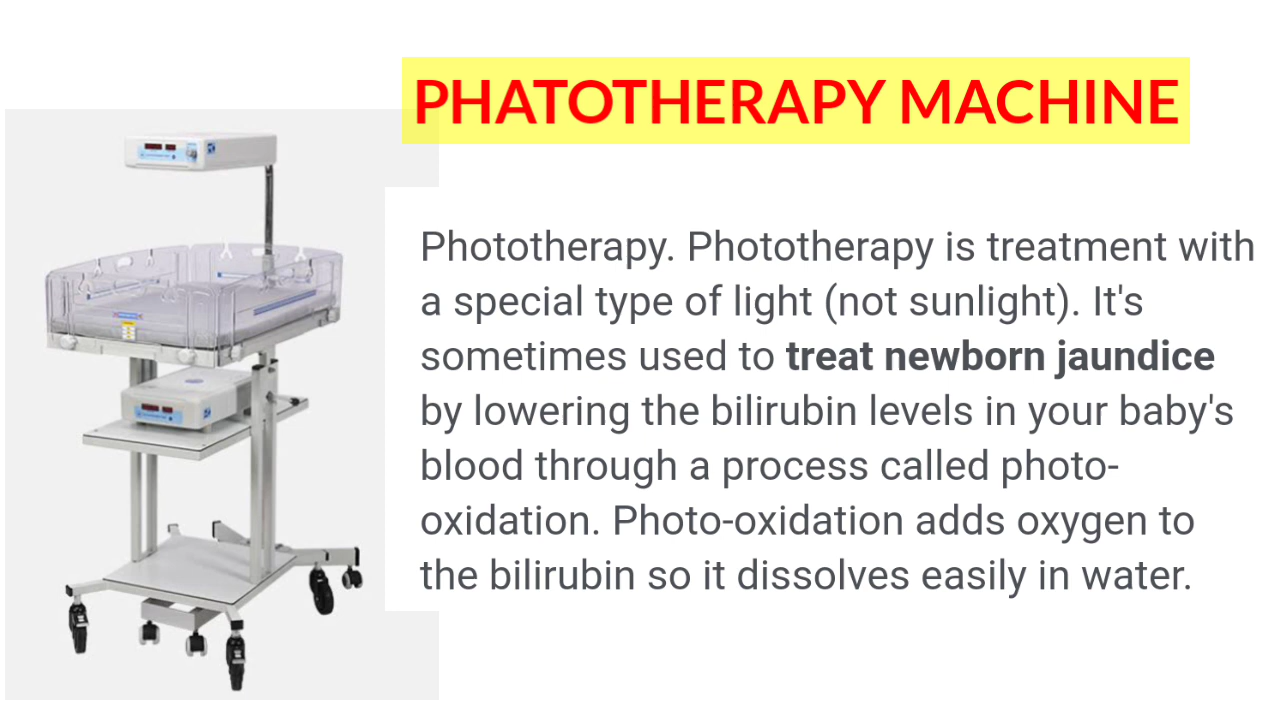 PHATOTHERAPY MACHINE
Phototherapy. Phototherapy is treatment with
a special type of light (not sunlight). It's
sometimes used to treat newborn jaundice
by lowering the bilirubin levels in your baby's
blood through a process called photo-
oxidation. Photo-oxidation adds oxygen to
the bilirubin so it dissolves easily in water.